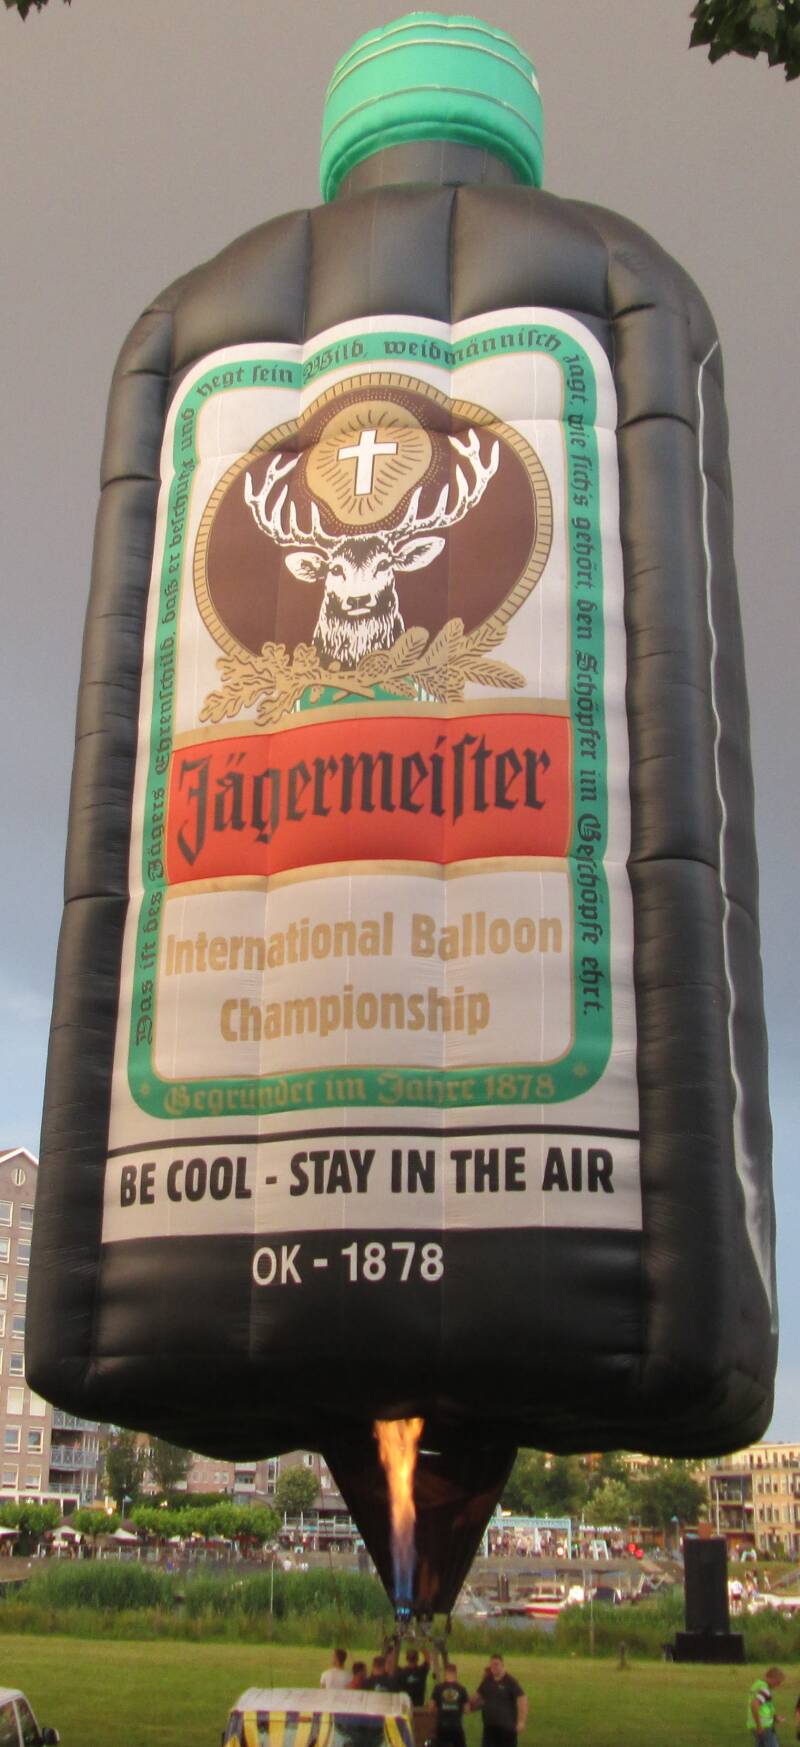 Das ist des Jägers Ehrenschild, daß er beschützt und
hegt sein Wild, weidmännisch
jagt, wie sich's gehört, den Schöpfer im Geschöpfe ehrt.
Jägermeister
International Balloon
Championship
Gegründet im Jahre 1878
BE COOL - STAY IN THE AIR
OK - 1878